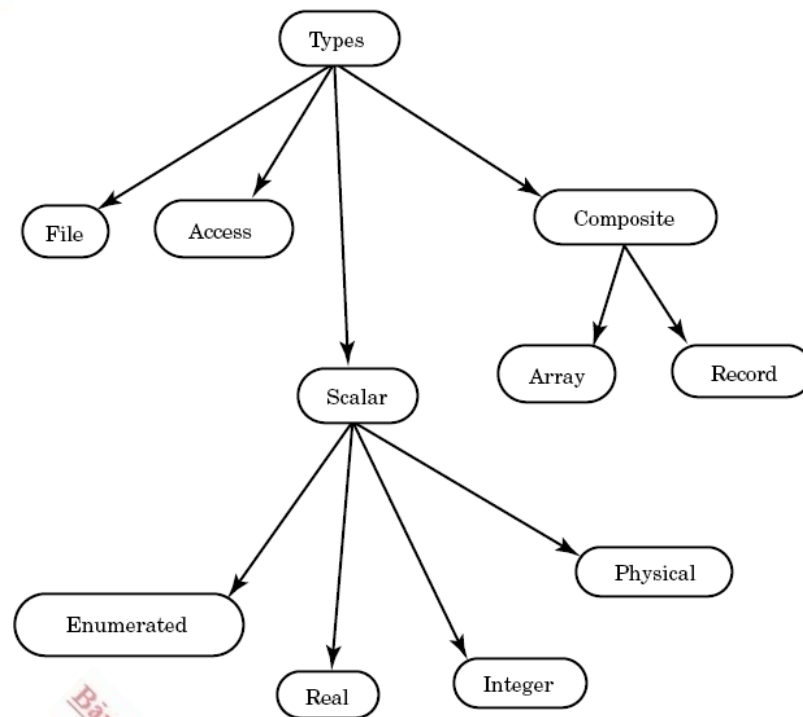 Types
File
Access
Composite
Array
Record
Scalar
Physical
Enumerated
Integer
Real